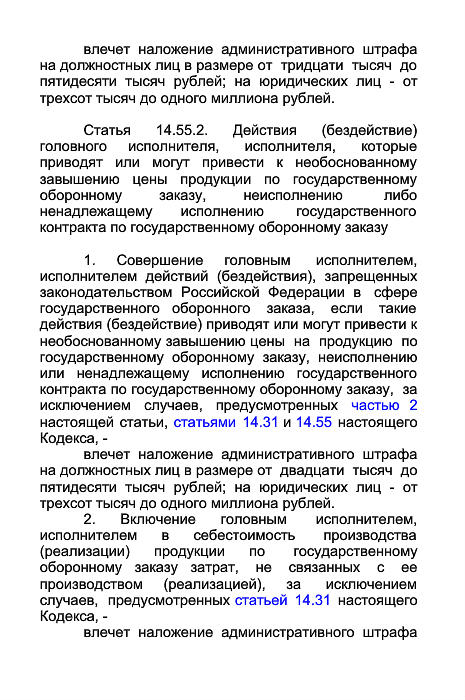 влечет наложение административного штрафа
на должностных лиц в размере от тридцати тысяч до
пятидесяти тысяч рублей; на юридических лиц - от
трехсот тысяч до одного миллиона рублей.
Статья 14.55.2. Действия (бездействие)
головного исполнителя, исполнителя, которые
приводят или могут привести к необоснованному
завышению цены продукции по государственному
оборонному заказу, неисполнению либо
ненадлежащему исполнению государственного
контракта по государственному оборонному заказу
1. Совершение головным исполнителем,
исполнителем действий (бездействия), запрещенных
законодательством Российской Федерации в сфере
государственного оборонного заказа, если такие
действия (бездействие) приводят или могут привести к
необоснованному завышению цены на продукцию по
государственному оборонному заказу, неисполнению
или ненадлежащему исполнению государственного
контракта по государственному оборонному заказу, за
исключением случаев, предусмотренных частью 2
настоящей статьи, статьями 14.31 и 14.55 настоящего
Кодекса, -
влечет наложение административного штрафа
на должностных лиц в размере от двадцати тысяч до
пятидесяти тысяч рублей; на юридических лиц - от
трехсот тысяч до одного миллиона рублей.
2. Включение головным исполнителем,
исполнителем в себестоимость производства
(реализации) продукции по государственному
оборонному заказу затрат, не связанных с ее
производством (реализацией), за исключением
случаев, предусмотренных статьей 14.31 настоящего
Кодекса, -
влечет наложение административного штрафа